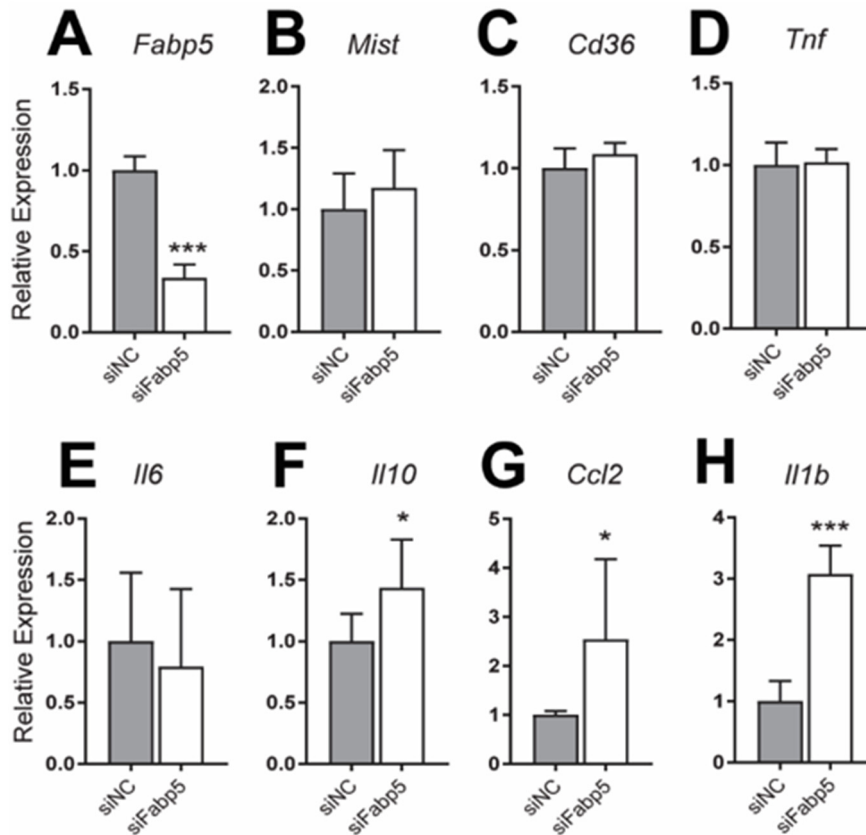 A Fabp5 B Mist C Cd36 D Tnf
Relative Expression
1.5 2.0 1.5 1.5
1.0 1.5 1.0 1.0
0.5 1.0 0.5 0.5
0.0 0.5 0.0 0.0
0.0
***
siNC siFabp5 siNC siFabp5 siNC siFabp5 siNC siFabp5
E Il6 F Il10 G Ccl2 H Il1b
Relative Expression
2.0 2.0 5 4
1.5 1.5 4 3
1.0 1.0 3 2
0.5 0.5 2 1
0.0 0.0 1 0
0
* * ***
siNC siFabp5 siNC siFabp5 siNC siFabp5 siNC siFabp5